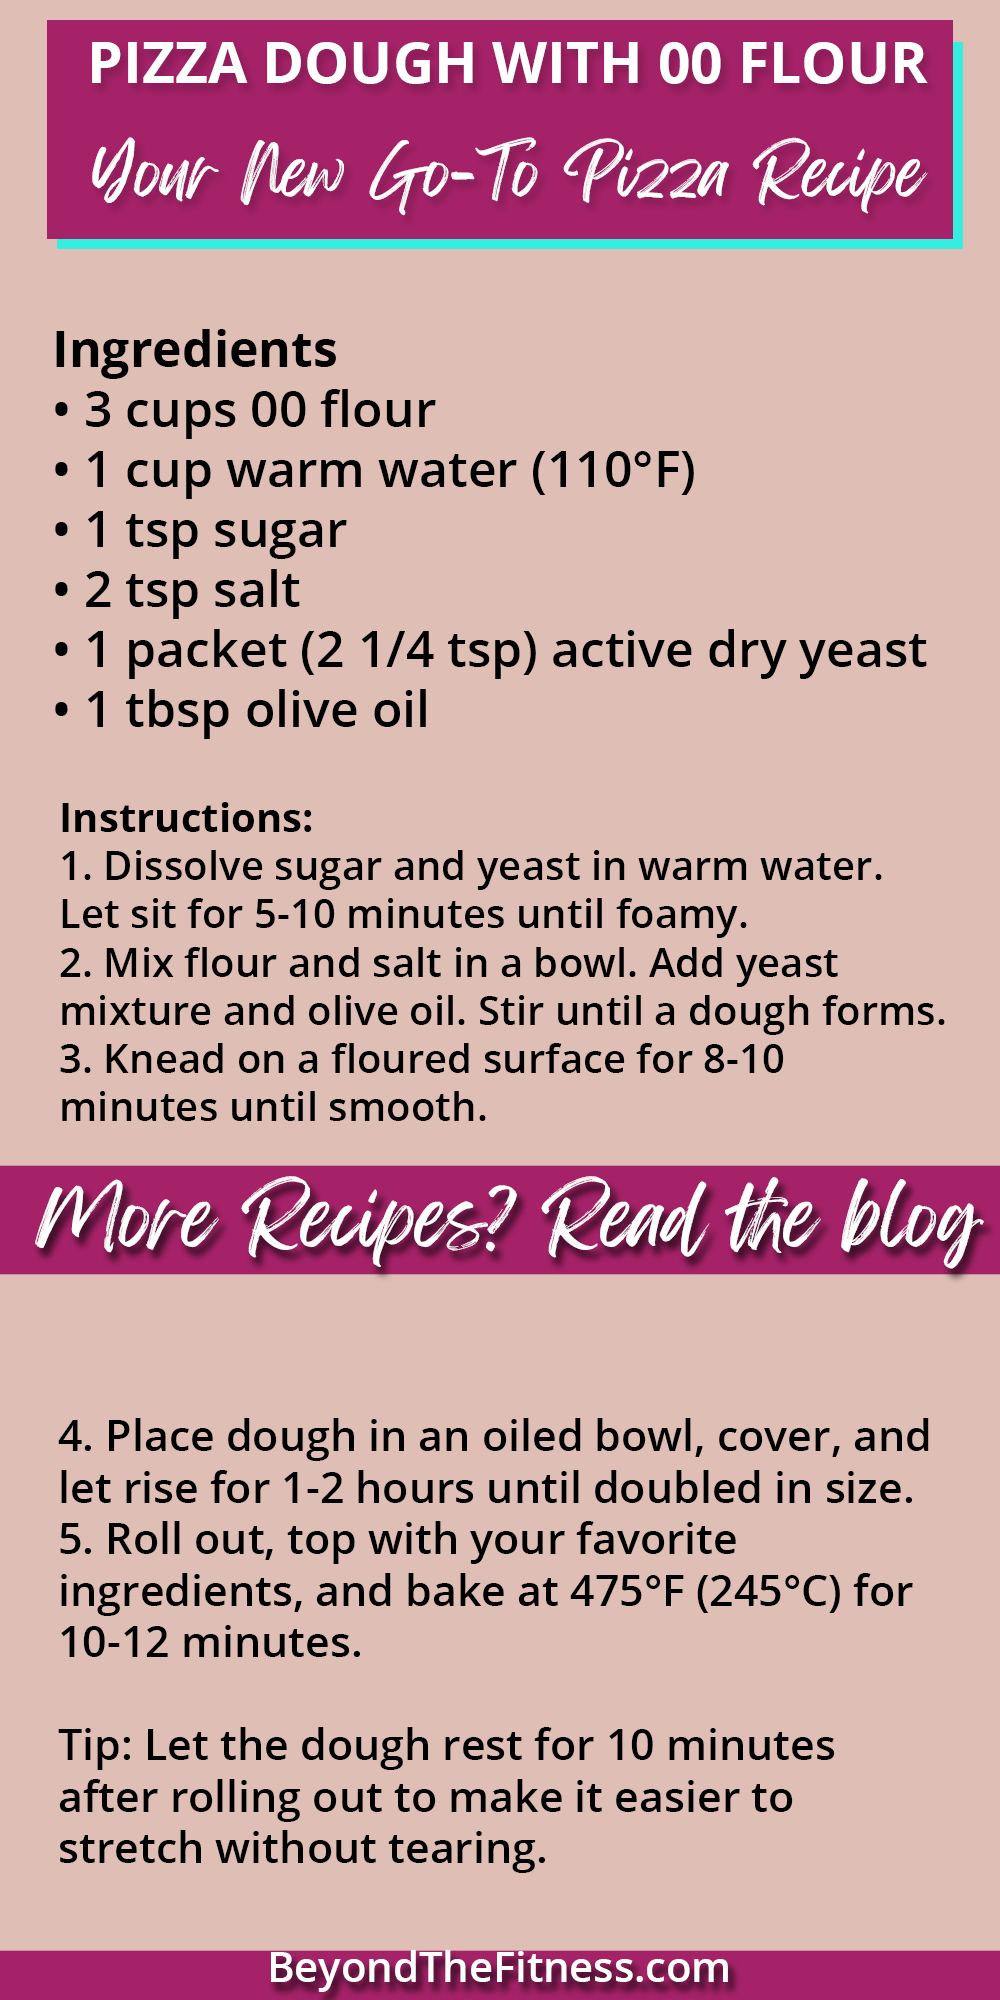 PIZZA DOUGH WITH 00 FLOUR
Your New Go-To Pizza Recipe
Ingredients
• 3 cups 00 flour
• 1 cup warm water (110°F)
• 1 tsp sugar
• 2 tsp salt
• 1 packet (2 1/4 tsp) active dry yeast
• 1 tbsp olive oil
Instructions:
1. Dissolve sugar and yeast in warm water.
Let sit for 5-10 minutes until foamy.
2. Mix flour and salt in a bowl. Add yeast
mixture and olive oil. Stir until a dough forms.
3. Knead on a floured surface for 8-10
minutes until smooth.
More Recipes? Read the blog
4. Place dough in an oiled bowl, cover, and
let rise for 1-2 hours until doubled in size.
5. Roll out, top with your favorite
ingredients, and bake at 475°F (245°C) for
10-12 minutes.
Tip: Let the dough rest for 10 minutes
after rolling out to make it easier to
stretch without tearing.
BeyondTheFitness.com